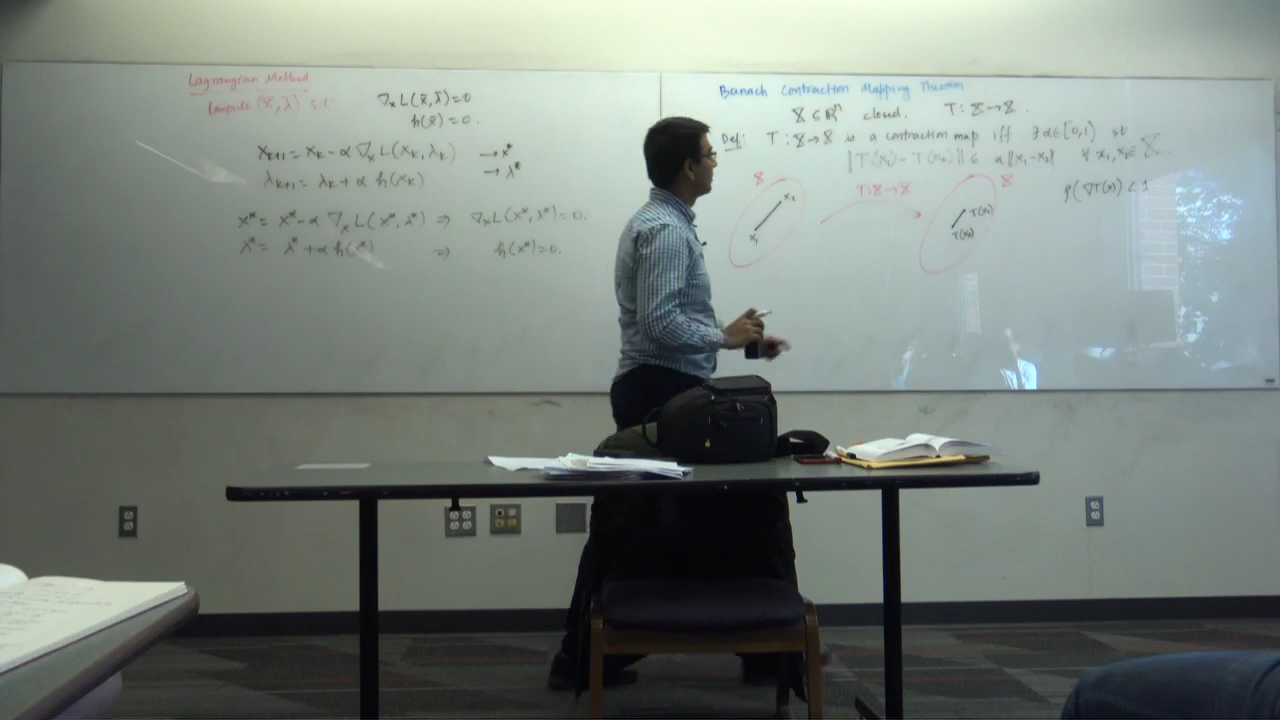 Lagrangian Method
Compute (x̄, λ̄) s.t.
∇ₓL(x̄,λ̄)=0
h(x̄) = 0.
xₖ₊₁ = xₖ - α ∇ₓL(xₖ, λₖ) → x*
λₖ₊₁ = λₖ + α h(xₖ) → λ*
x* = x* - α ∇ₓL(x*, λ*) ⇒ ∇ₓL(x*, λ*) = 0.
λ* = λ* + α h(x*) ⇒ h(x*) = 0.
Banach Contraction Mapping Theorem
𝕏 ⊆ ℝⁿ closed. T: 𝕏→𝕏.
Def: T: 𝕏→𝕏 is a contraction map iff ∃ α∈[0,1) st
‖T(x₁) - T(x₂)‖ ≤ α‖x₁-x₂‖ ∀ x₁,x₂∈𝕏.
𝕏
x₂
x₁
T:𝕏→𝕏
𝕏
T(x₁)
T(x₂)
ρ(∇T(x)) < 1